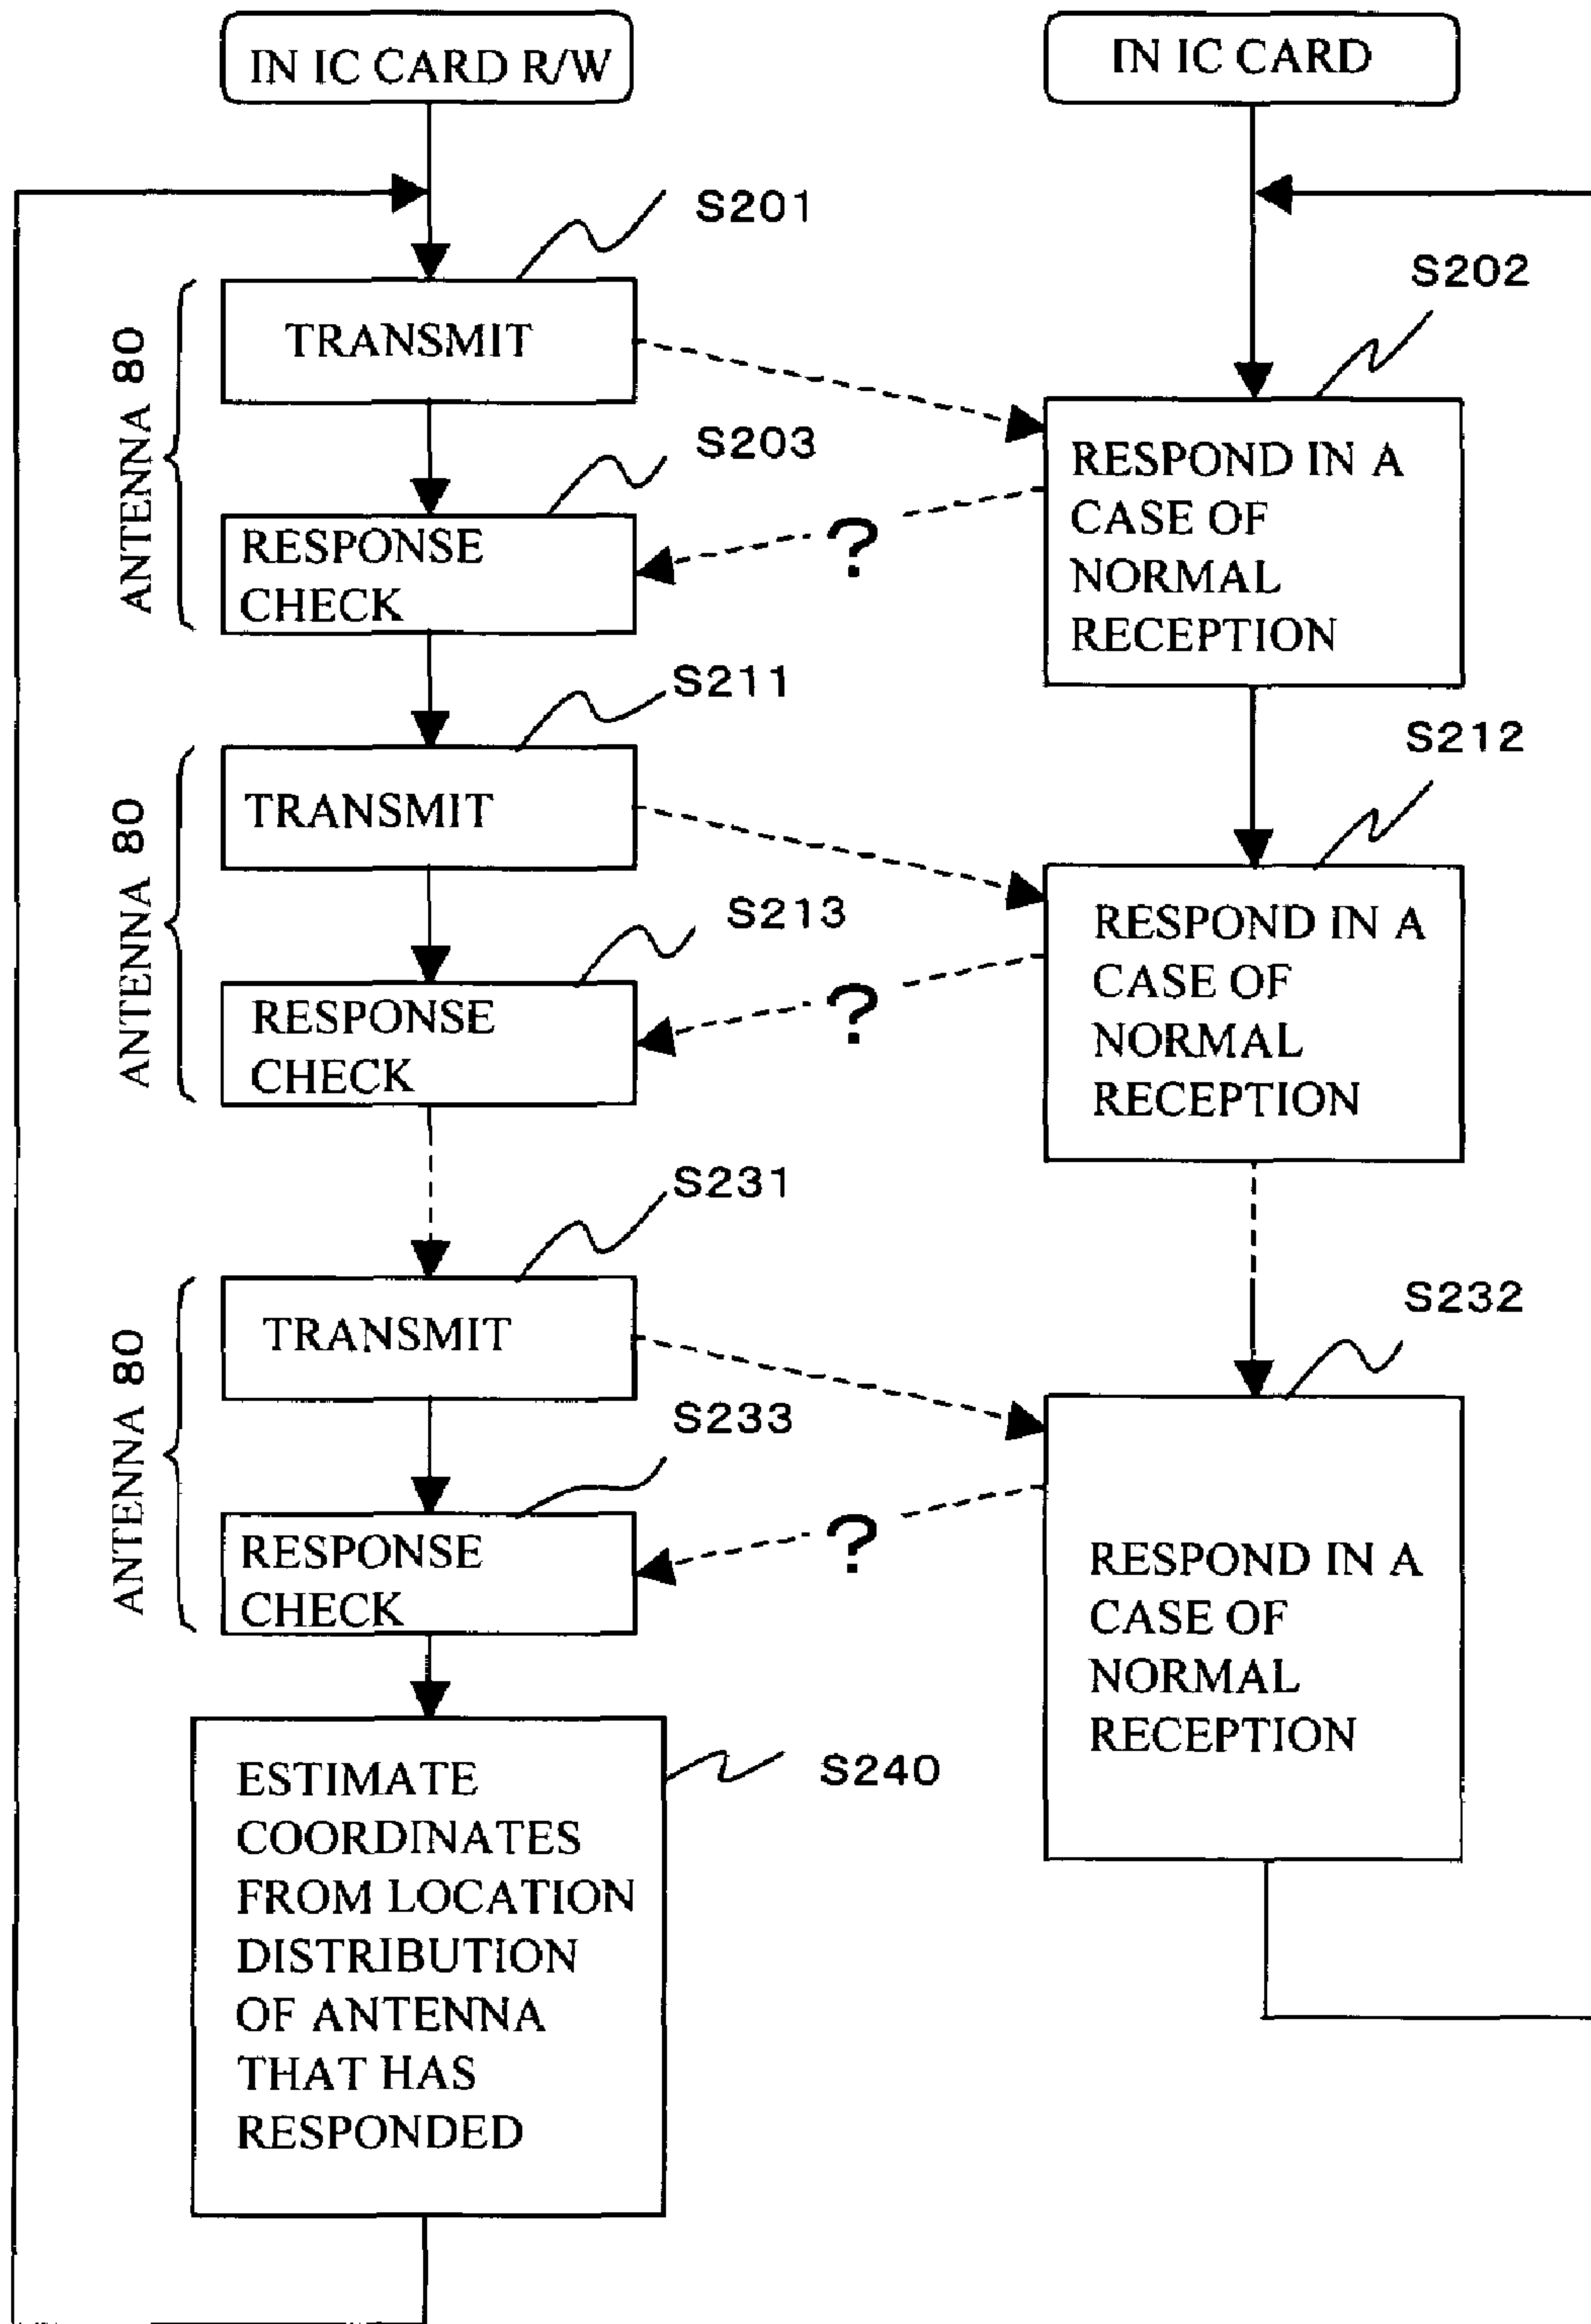 IN IC CARD R/W
IN IC CARD
S201
S202
ANTENNA 80
TRANSMIT
S203
RESPONSE
CHECK
?
RESPOND IN A
CASE OF
NORMAL
RECEPTION
S211
S212
ANTENNA 80
TRANSMIT
S213
RESPONSE
CHECK
?
RESPOND IN A
CASE OF
NORMAL
RECEPTION
S231
S232
ANTENNA 80
TRANSMIT
S233
RESPONSE
CHECK
?
RESPOND IN A
CASE OF
NORMAL
RECEPTION
S240
ESTIMATE
COORDINATES
FROM LOCATION
DISTRIBUTION
OF ANTENNA
THAT HAS
RESPONDED